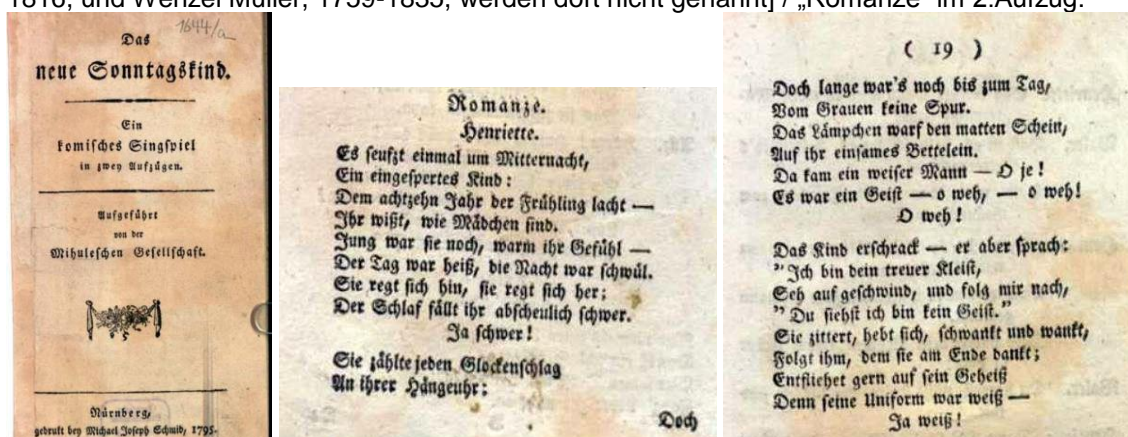 1816, und Wenzel Müller, 1759-1835, werden dort nicht genannt] / „Romanze“ im 2.Aufzug.
1644/a
Das
neue Sonntagskind.
Ein
komisches Singspiel
in zwey Aufzügen.
Aufgeführt
von der
Mihuleschen Gesellschaft.
Nürnberg,
gedrukt bey Michael Joseph Schmid, 1795.
Romanze.
Henriette.
Es seufzt einmal um Mitternacht,
Ein eingespertes Kind:
Dem achtzehn Jahr der Frühling lacht —
Ihr wißt, wie Mädchen sind.
Jung war sie noch, warm ihr Gefühl —
Der Tag war heiß, die Nacht war schwül.
Sie regt sich hin, sie regt sich her;
Der Schlaf fällt ihr abscheulich schwer.
Ja schwer!
Sie zählte jeden Glockenschlag
An ihrer Hängeuhr;
Doch
( 19 )
Doch lange war's noch bis zum Tag,
Vom Grauen keine Spur.
Das Lämpchen warf den matten Schein,
Auf ihr einsames Bettelein.
Da kam ein weiser Mann — O je!
Es war ein Geist — o weh, — o weh!
O weh!
Das Kind erschrack — er aber sprach:
"Ich bin dein treuer Kleist,
Seh auf geschwind, und folg mir nach,
" Du siehst ich bin kein Geist."
Sie zittert, hebt sich, schwankt und wankt,
Folgt ihm, dem sie am Ende dankt;
Entfliehet gern auf sein Geheiß
Denn seine Uniform war weiß —
Ja weiß!